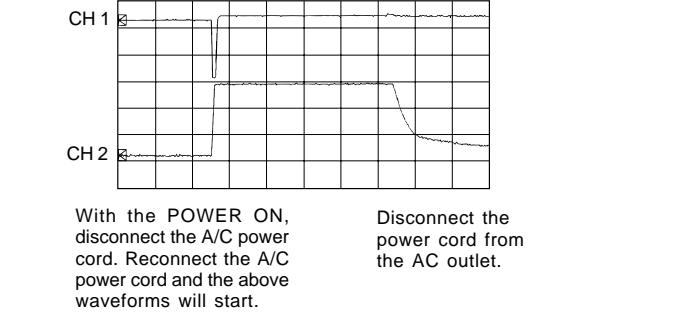 CH 1
CH 2
With the POWER ON,
disconnect the A/C power
cord. Reconnect the A/C
power cord and the above
waveforms will start.
Disconnect the
power cord from
the AC outlet.